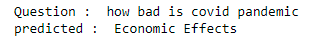 Question :  how bad is covid pandemic
predicted :  Economic Effects